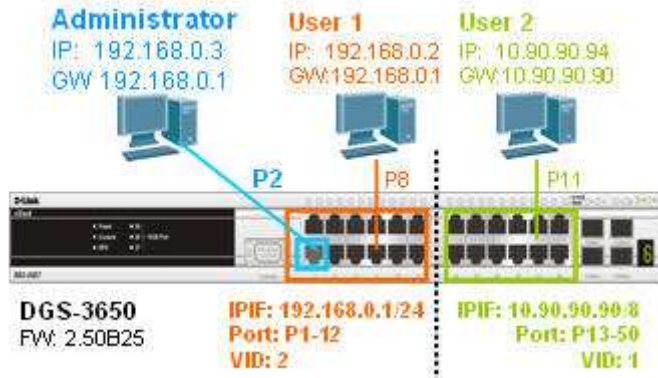 Administrator
IP: 192.168.0.3
GW 192.168.0.1
User 1
IP: 192.168.0.2
GW:192.168.0.1
User 2
IP: 10.90.90.94
GW:10.90.90.90
P2
P8
P11
D-Link
DGS-3650
FW: 2.50B25
IPIF: 192.168.0.1/24
Port: P1-12
VID: 2
IPIF: 10.90.90.90/8
Port: P13-50
VID: 1